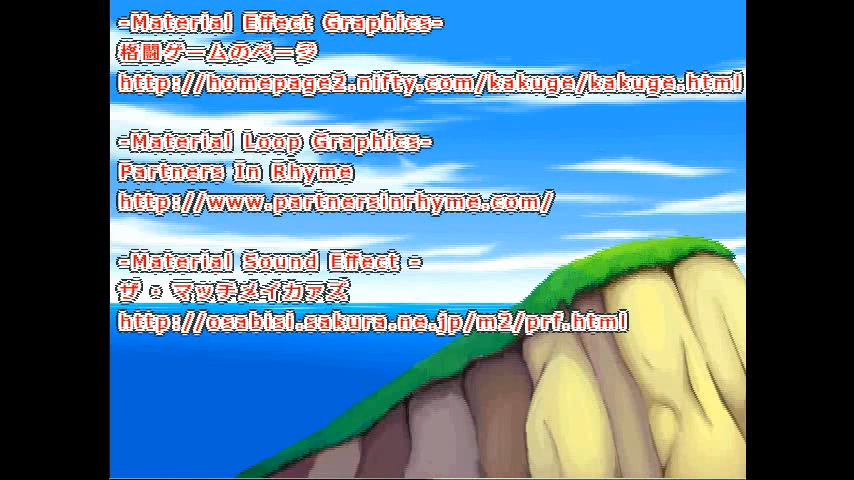 -Material Effect Graphics-
格闘ゲームのページ
http://homepage2.nifty.com/kakuge/kakuge.html
-Material Loop Graphics-
Partners In Rhyme
http://www.partnersinrhyme.com/
-Material Sound Effect -
ザ・マッチメイカァズ
http://osabisi.sakura.ne.jp/m2/prf.html